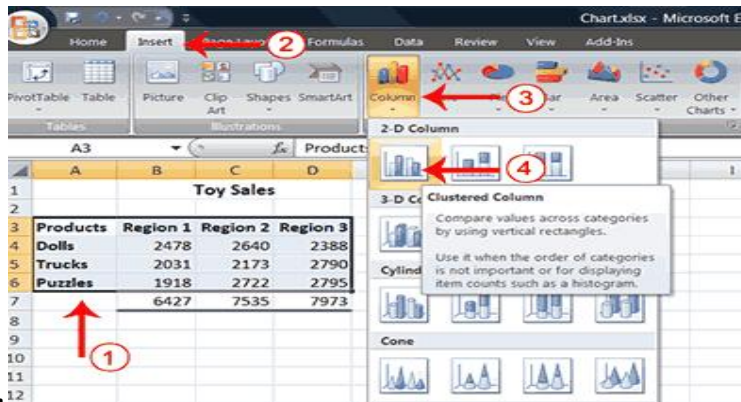 Chart.xlsx - Microsoft E
Home Insert Formulas Data Review View Add-Ins
2
PivotTable Table Picture Clip Art Shapes SmartArt Column Area Scatter Other Charts
3
Tables Illustrations
2-D Column
A3 fx Product
4
A B C D I
1 Toy Sales
2
3 Products Region 1 Region 2 Region 3
4 Dolls 2478 2640 2388
5 Trucks 2031 2173 2790
6 Puzzles 1918 2722 2795
7 6427 7535 7973
8
9
10
11
12
1
3-D C
Clustered Column
Compare values across categories
by using vertical rectangles.
Use it when the order of categories
is not important or for displaying
item counts such as a histogram.
Cylind
Cone